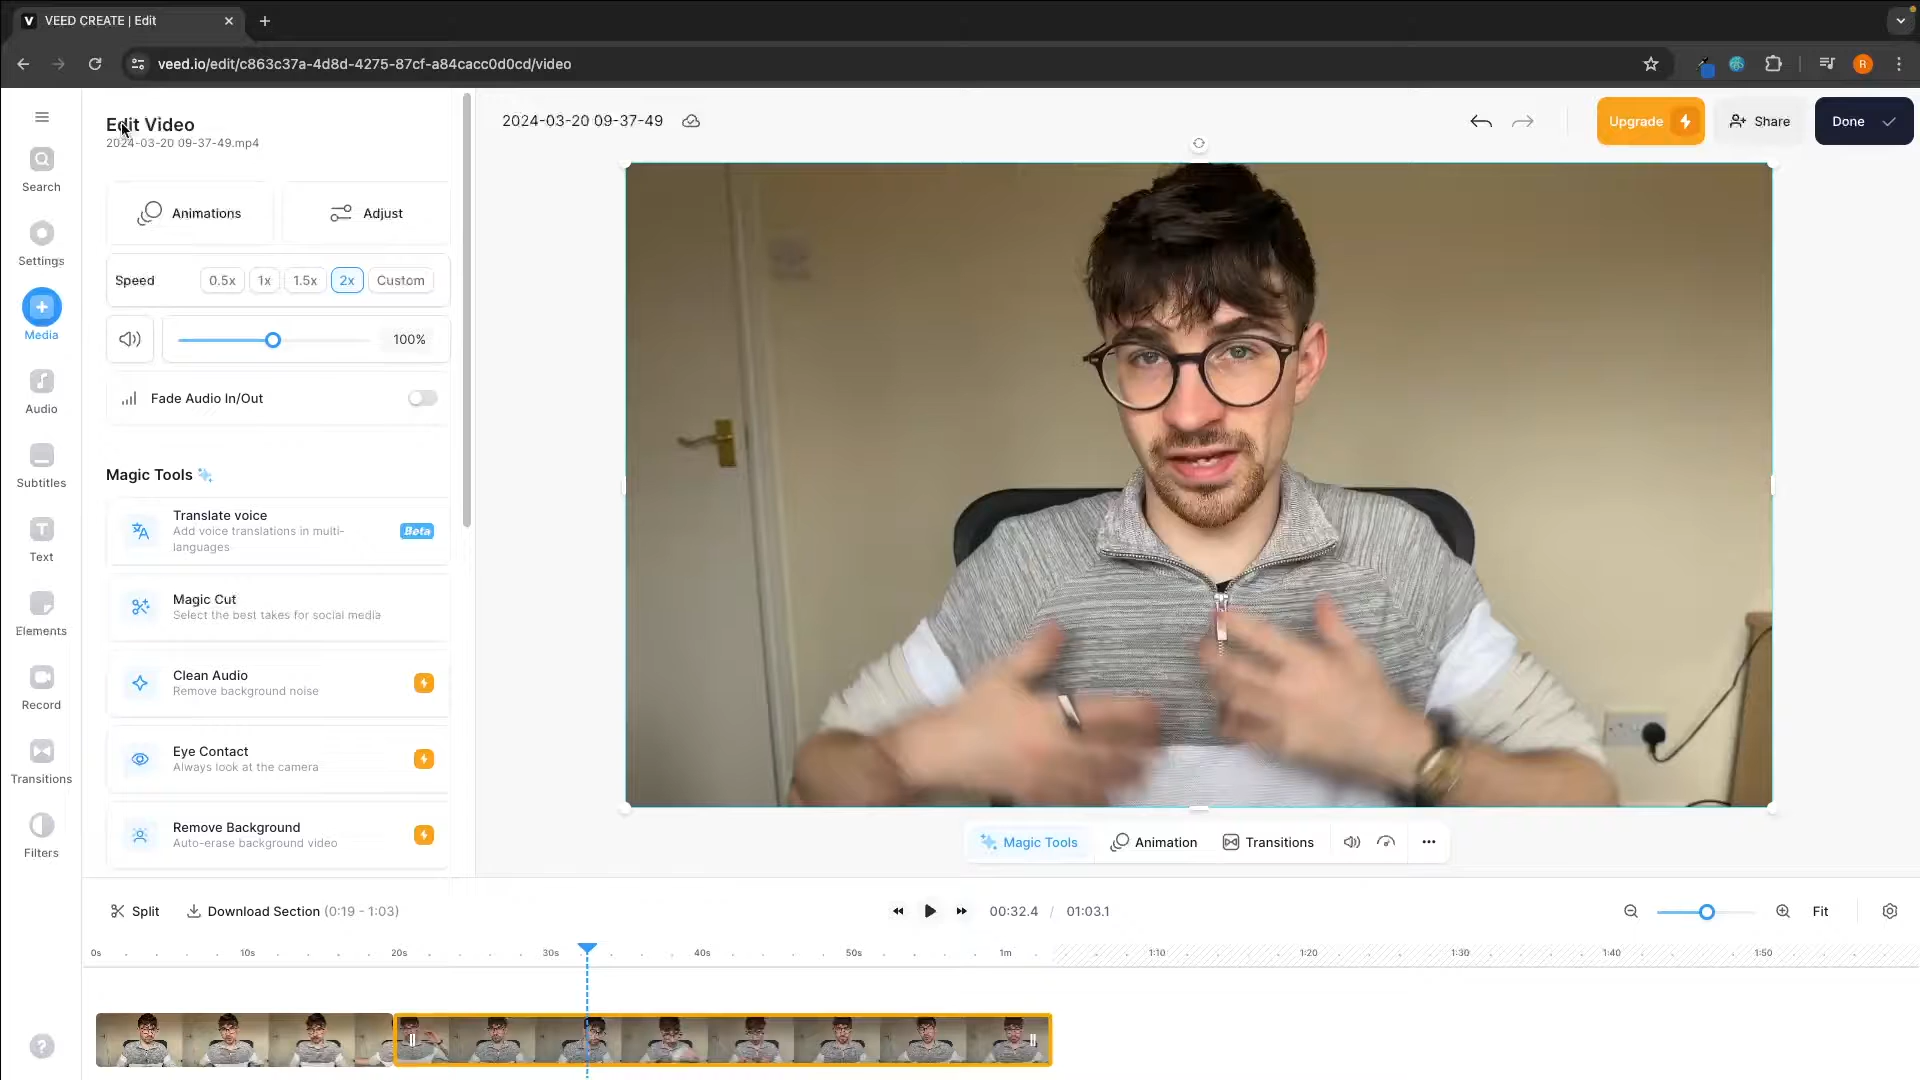 VEED CREATE | Edit
veed.io/edit/c863c37a-4d8d-4275-87cf-a84cacc0d0cd/video
R
Edit Video
2024-03-20 09-37-49.mp4
2024-03-20 09-37-49
Upgrade
Share
Done
Search
Settings
Media
Audio
Subtitles
Text
Elements
Record
Transitions
Filters
Animations
Adjust
Speed
0.5x
1x
1.5x
2x
Custom
100%
Fade Audio In/Out
Magic Tools
Translate voice
Add voice translations in multi-
languages
Beta
Magic Cut
Select the best takes for social media
Clean Audio
Remove background noise
Eye Contact
Always look at the camera
Remove Background
Auto-erase background video
Magic Tools
Animation
Transitions
Split
Download Section (0:19 - 1:03)
00:32.4 / 01:03.1
Fit
0s 10s 20s 30s 40s 50s 1m 1:10 1:20 1:30 1:40 1:50